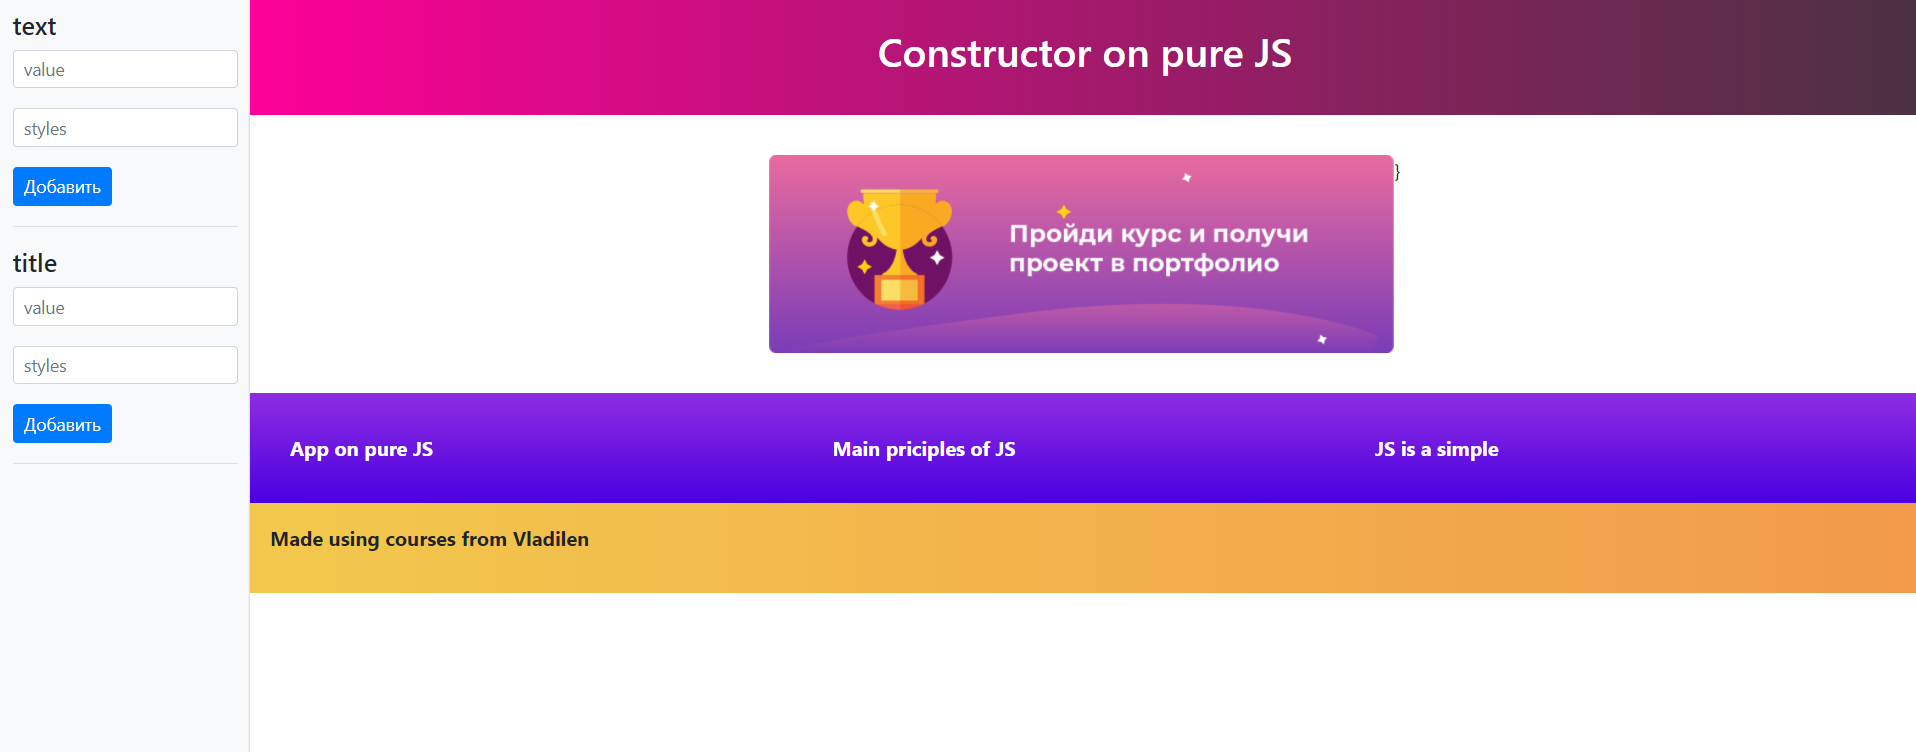 text
value
styles
Добавить
title
value
styles
Добавить
Constructor on pure JS
Пройди курс и получи
проект в портфолио
}
App on pure JS
Main priciples of JS
JS is a simple
Made using courses from Vladilen